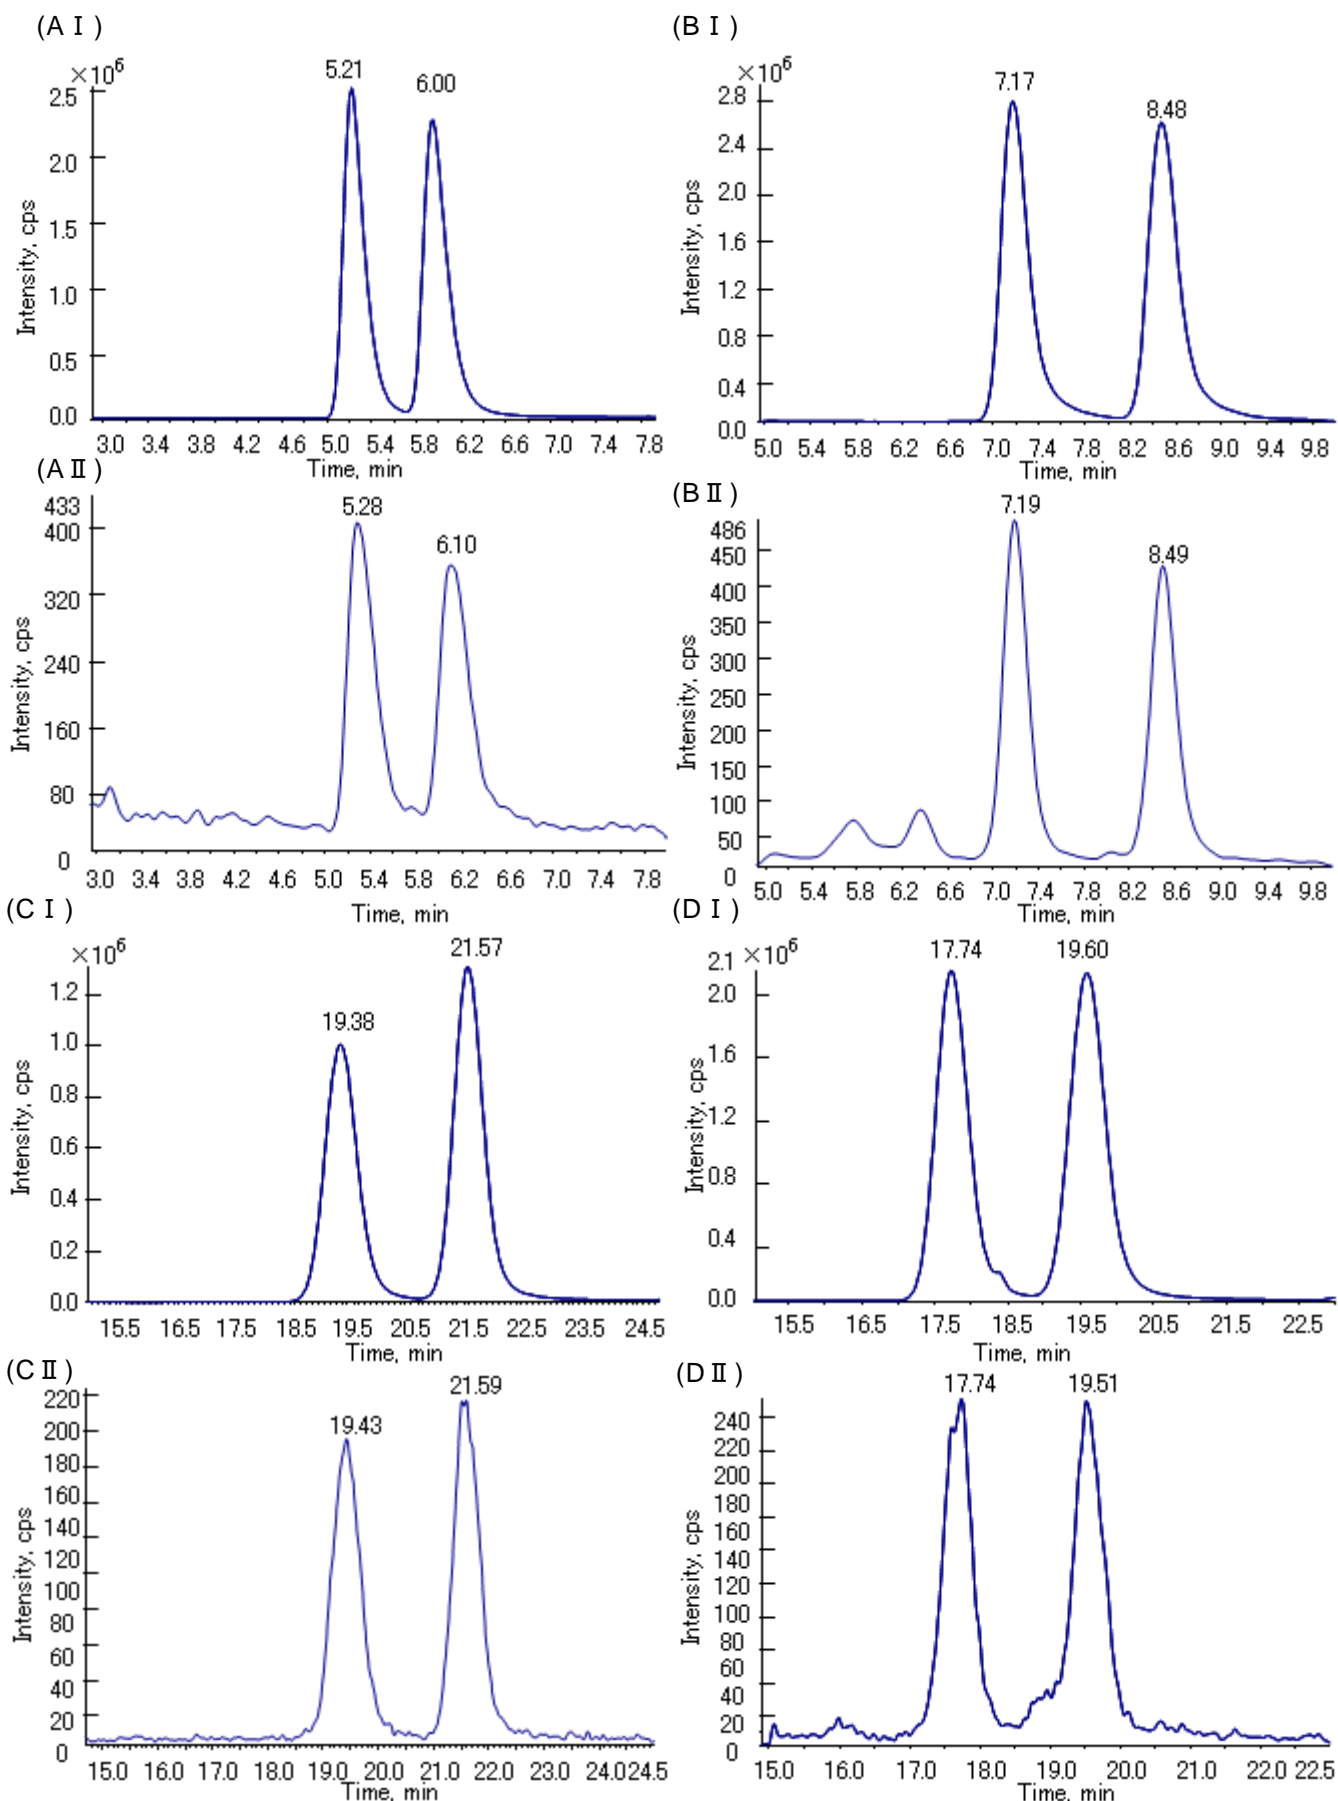 (A Ⅰ)
×10⁶
5.21
6.00
2.5
2.0
1.5
1.0
0.5
0.0
Intensity, cps
3.0 3.4 3.8 4.2 4.6 5.0 5.4 5.8 6.2 6.6 7.0 7.4 7.8
Time, min
(B Ⅰ)
×10⁶
7.17
8.48
2.8
2.4
2.0
1.6
1.2
0.8
0.4
0.0
Intensity, cps
5.0 5.4 5.8 6.2 6.6 7.0 7.4 7.8 8.2 8.6 9.0 9.4 9.8
Time, min
(A Ⅱ)
5.28
6.10
433
400
320
240
160
80
0
Intensity, cps
3.0 3.4 3.8 4.2 4.6 5.0 5.4 5.8 6.2 6.6 7.0 7.4 7.8
Time, min
(B Ⅱ)
7.19
8.49
486
450
400
350
300
250
200
150
100
50
0
Intensity, cps
5.0 5.4 5.8 6.2 6.6 7.0 7.4 7.8 8.2 8.6 9.0 9.4 9.8
Time, min
(C Ⅰ)
×10⁶
19.38
21.57
1.2
1.0
0.8
0.6
0.4
0.2
0.0
Intensity, cps
15.5 16.5 17.5 18.5 19.5 20.5 21.5 22.5 23.5 24.5
Time, min
(D Ⅰ)
×10⁶
17.74
19.60
2.1
2.0
1.6
1.2
0.8
0.4
0.0
Intensity, cps
15.5 16.5 17.5 18.5 19.5 20.5 21.5 22.5
Time, min
(C Ⅱ)
19.43
21.59
220
200
180
160
140
120
100
80
60
40
20
0
Intensity, cps
15.0 16.0 17.0 18.0 19.0 20.0 21.0 22.0 23.0 24.0 24.5
Time, min
(D Ⅱ)
17.74
19.51
240
220
200
180
160
140
120
100
80
60
40
20
0
Intensity, cps
15.0 16.0 17.0 18.0 19.0 20.0 21.0 22.0 22.5
Time, min